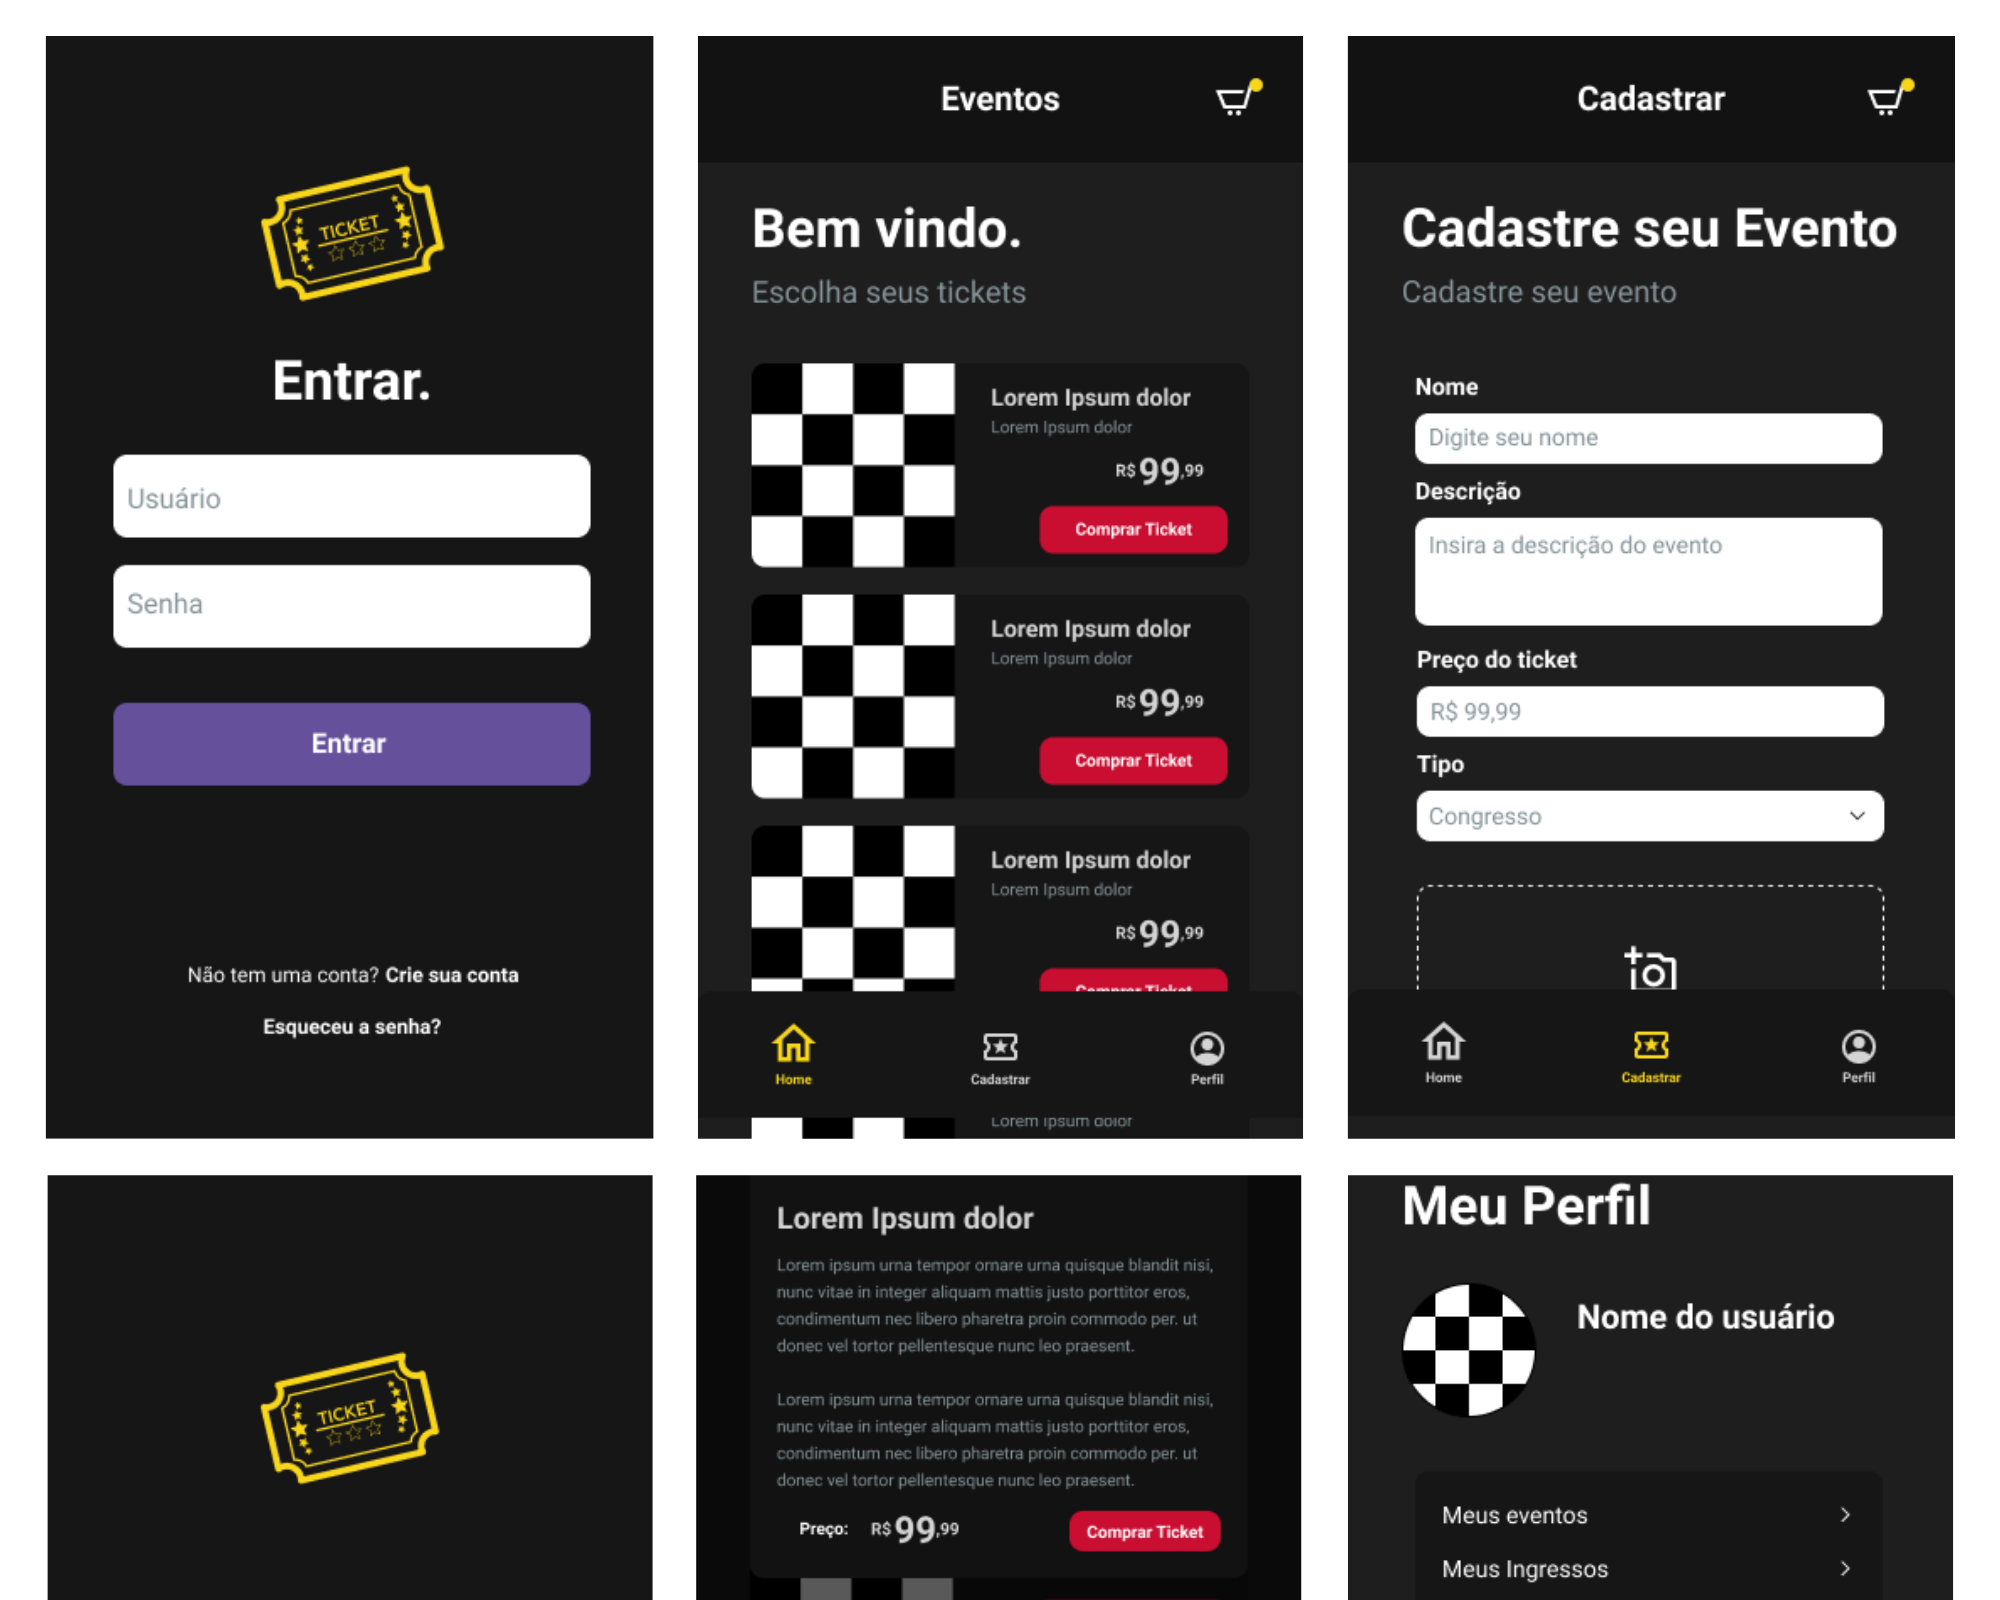 TICKET
Entrar.
Usuário
Senha
Entrar
Não tem uma conta? Crie sua conta
Esqueceu a senha?
Eventos
Bem vindo.
Escolha seus tickets
Lorem Ipsum dolor
Lorem Ipsum dolor
R$ 99,99
Comprar Ticket
Lorem Ipsum dolor
Lorem Ipsum dolor
R$ 99,99
Comprar Ticket
Lorem Ipsum dolor
Lorem Ipsum dolor
R$ 99,99
Comprar Ticket
Home
Cadastrar
Perfil
Lorem Ipsum dolor
Cadastrar
Cadastre seu Evento
Cadastre seu evento
Nome
Digite seu nome
Descrição
Insira a descrição do evento
Preço do ticket
R$ 99,99
Tipo
Congresso
Home
Cadastrar
Perfil
TICKET
Lorem Ipsum dolor
Lorem ipsum urna tempor ornare urna quisque blandit nisi,
nunc vitae in integer aliquam mattis justo porttitor eros,
condimentum nec libero pharetra proin commodo per. ut
donec vel tortor pellentesque nunc leo praesent.
Lorem ipsum urna tempor ornare urna quisque blandit nisi,
nunc vitae in integer aliquam mattis justo porttitor eros,
condimentum nec libero pharetra proin commodo per. ut
donec vel tortor pellentesque nunc leo praesent.
Preço: R$ 99,99
Comprar Ticket
Meu Perfil
Nome do usuário
Meus eventos
Meus Ingressos